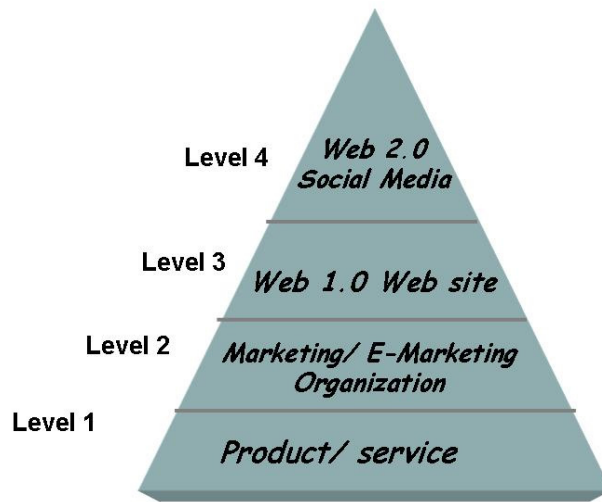 Level 4
Web 2.0
Social Media
Level 3
Web 1.0 Web site
Level 2
Marketing/ E-Marketing
Organization
Level 1
Product/ service